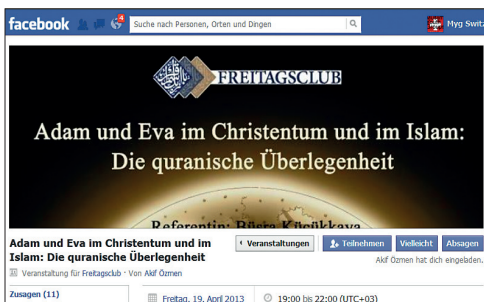 facebook
4
Suche nach Personen, Orten und Dingen
Myg Switz
FREITAGSCLUB
Adam und Eva im Christentum und im Islam:
Die quranische Überlegenheit
Referentin: Büşra Küçükkaya
Adam und Eva im Christentum und im
Islam: Die quranische Überlegenheit
Veranstaltungen
Teilnehmen
Vielleicht
Absagen
Akif Özmen hat dich eingeladen.
Veranstaltung für Freitagsclub · Von Akif Özmen
Zusagen (11)
Freitag, 19. April 2013
19:00 bis 22:00 (UTC+03)